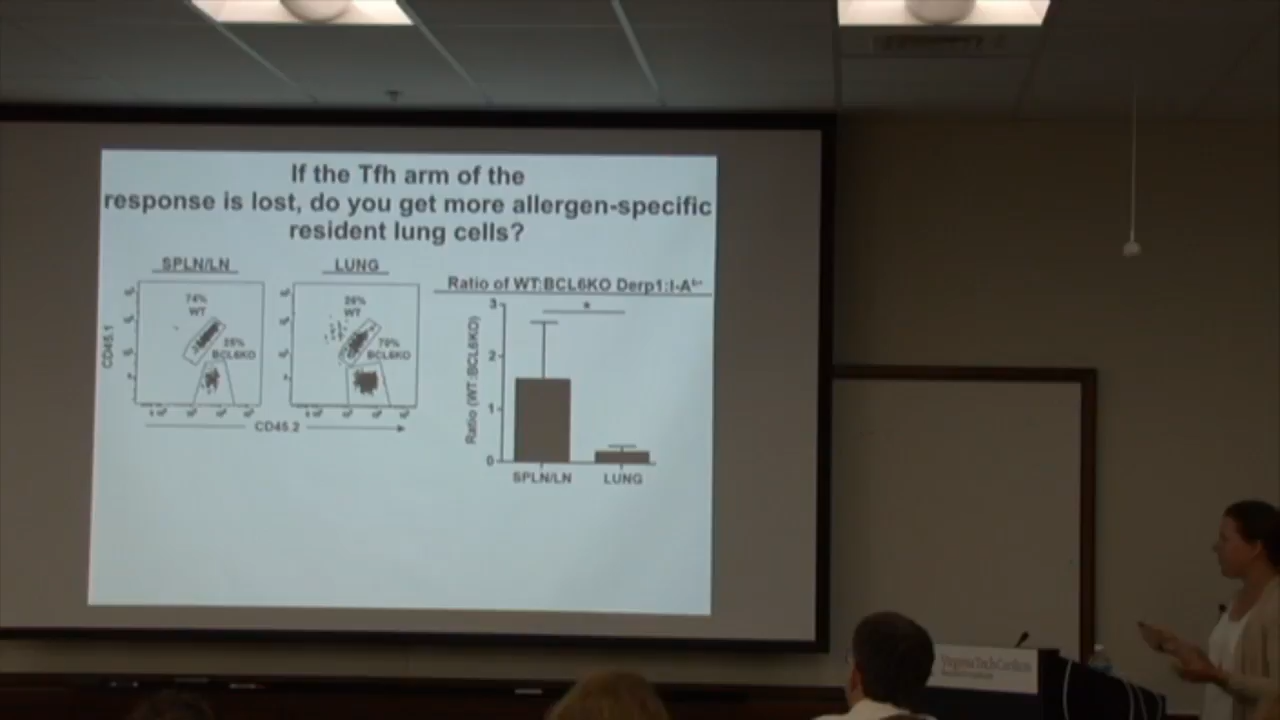 If the Tfh arm of the
response is lost, do you get more allergen-specific
resident lung cells?
SPLN/LN
LUNG
74%
WT
BCL6KO
CD45.1
WT
BCL6KO
CD45.2
Ratio of WT:BCL6KO Derp1:I-A
*
Ratio (WT:BCL6KO)
3
2
1
0
SPLN/LN
LUNG
VirginiaTechCarilion